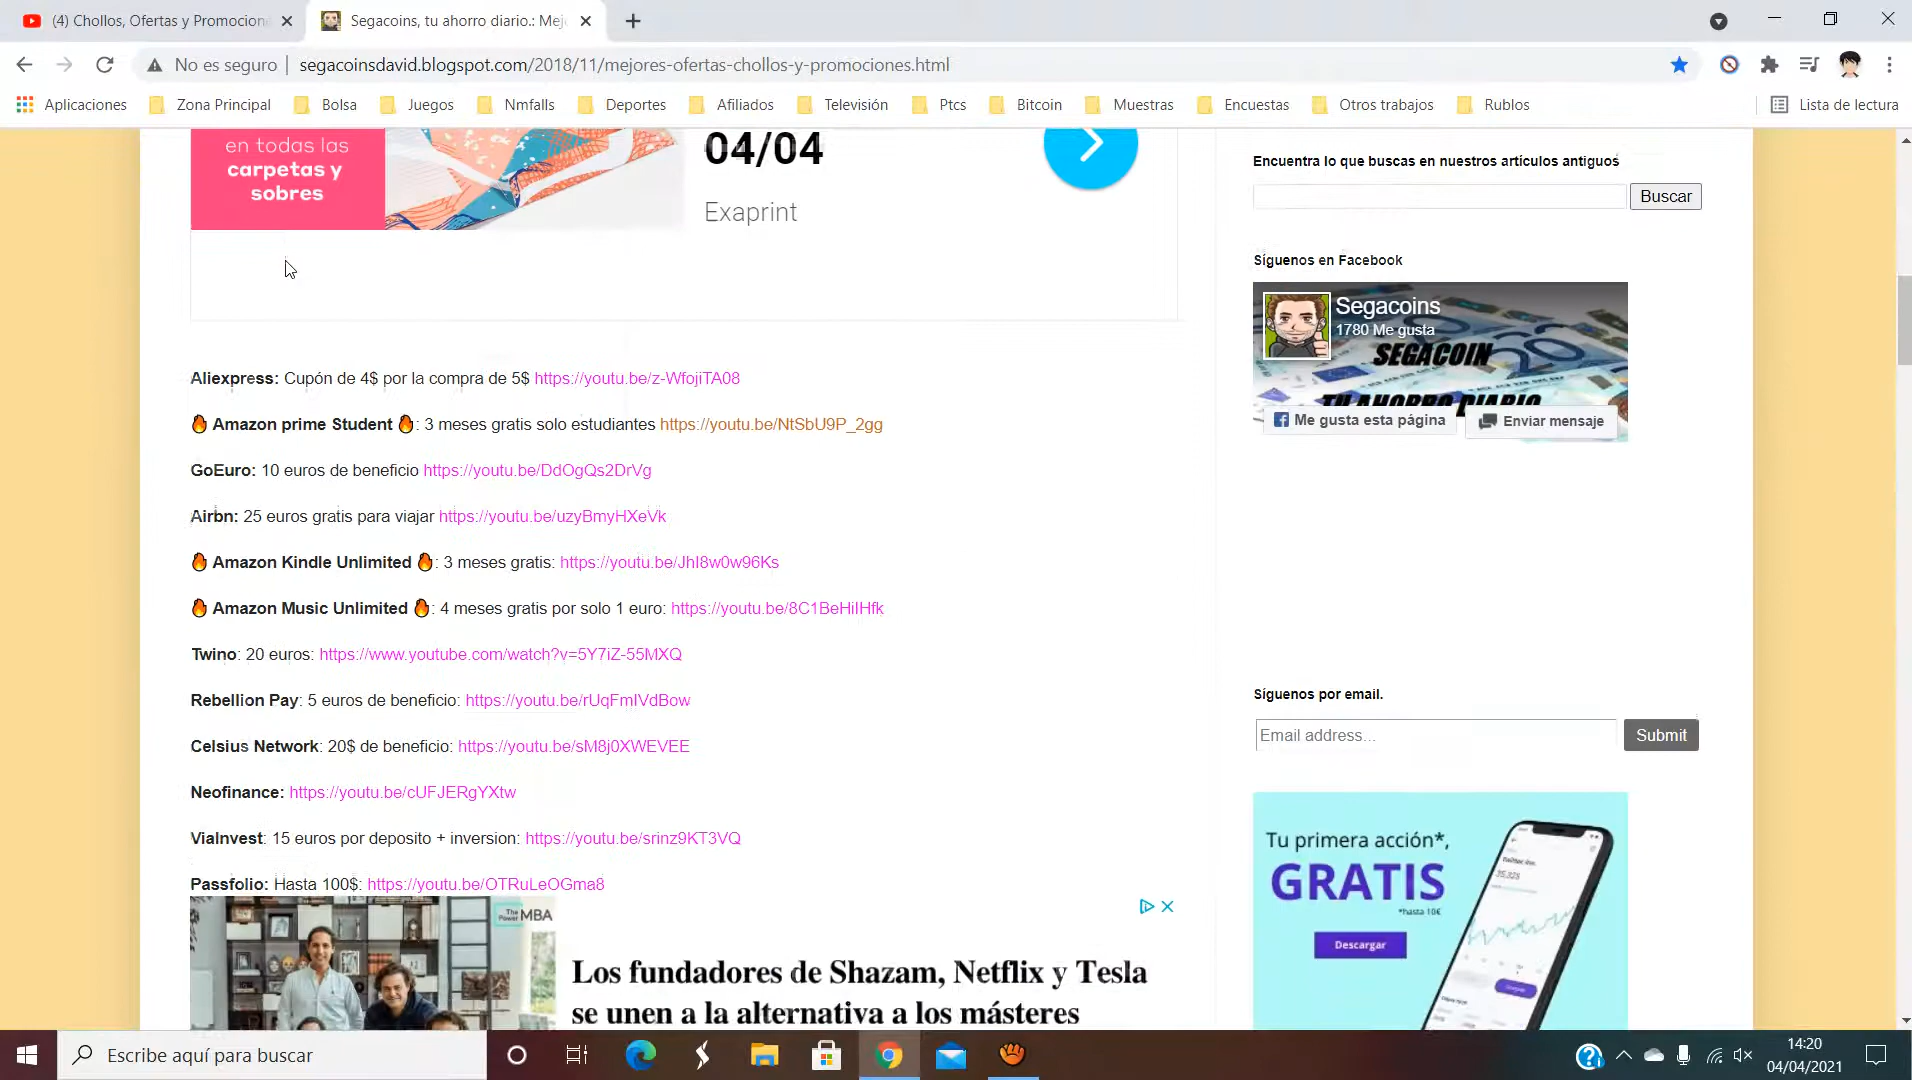 (4) Chollos, Ofertas y Promocion
Segacoins, tu ahorro diario.: Mej
No es seguro
segacoinsdavid.blogspot.com/2018/11/mejores-ofertas-chollos-y-promociones.html
Aplicaciones
Zona Principal
Bolsa
Juegos
Nmfalls
Deportes
Afiliados
Televisión
Ptcs
Bitcoin
Muestras
Encuestas
Otros trabajos
Rublos
Lista de lectura
en todas las
carpetas y
sobres
04/04
Exaprint
Aliexpress: Cupón de 4$ por la compra de 5$ https://youtu.be/z-WfojiTA08
🔥 Amazon prime Student 🔥: 3 meses gratis solo estudiantes https://youtu.be/NtSbU9P_2gg
GoEuro: 10 euros de beneficio https://youtu.be/DdOgQs2DrVg
Airbn: 25 euros gratis para viajar https://youtu.be/uzyBmyHXeVk
🔥 Amazon Kindle Unlimited 🔥: 3 meses gratis: https://youtu.be/JhI8w0w96Ks
🔥 Amazon Music Unlimited 🔥: 4 meses gratis por solo 1 euro: https://youtu.be/8C1BeHiIHfk
Twino: 20 euros: https://www.youtube.com/watch?v=5Y7iZ-55MXQ
Rebellion Pay: 5 euros de beneficio: https://youtu.be/rUqFmIVdBow
Celsius Network: 20$ de beneficio: https://youtu.be/sM8j0XWEVEE
Neofinance: https://youtu.be/cUFJERgYXtw
ViaInvest: 15 euros por deposito + inversion: https://youtu.be/srinz9KT3VQ
Passfolio: Hasta 100$: https://youtu.be/OTRuLeOGma8
The Power MBA
Los fundadores de Shazam, Netflix y Tesla
se unen a la alternativa a los másteres
Encuentra lo que buscas en nuestros artículos antiguos
Buscar
Síguenos en Facebook
Segacoins
1780 Me gusta
SEGACOIN
TU AHORRO DIARIO
Me gusta esta página
Enviar mensaje
Síguenos por email.
Email address...
Submit
Tu primera acción*,
GRATIS
*hasta 10€
Descargar
Escribe aquí para buscar
14:20
04/04/2021